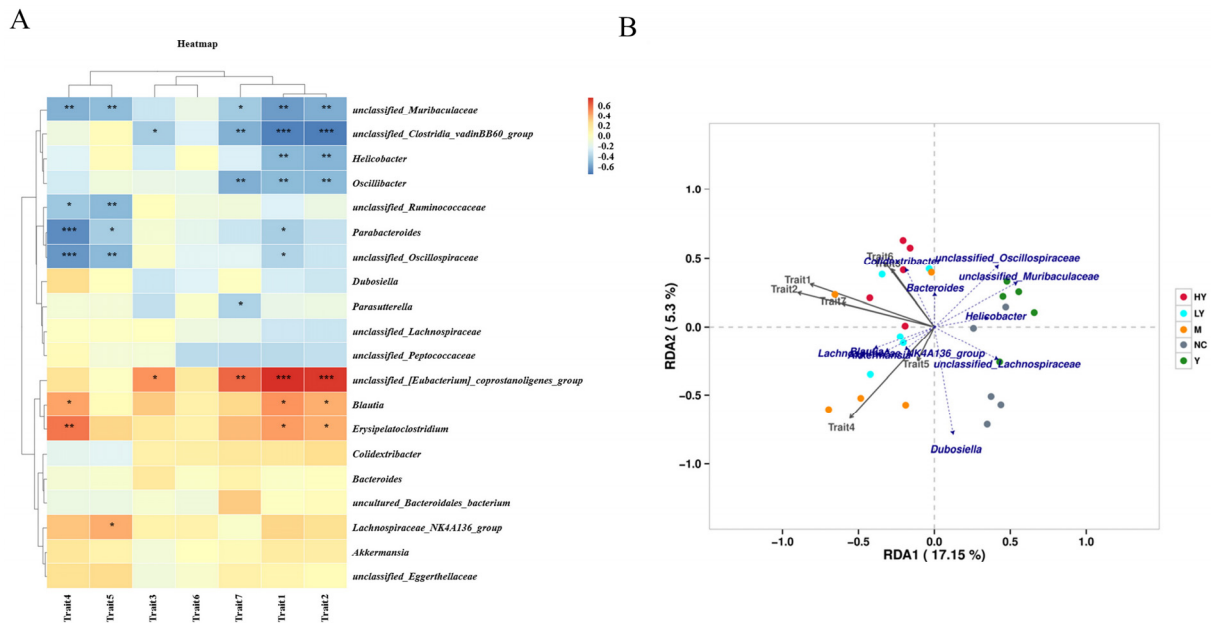 A
Heatmap
** ** * ** ** unclassified_Muribaculaceae
* ** *** *** unclassified_Clostridia_vadinBB60_group
** ** Helicobacter
** ** ** Oscillibacter
* ** unclassified_Ruminococcaceae
*** * * Parabacteroides
*** ** * unclassified_Oscillospiraceae
Dubosiella
* Parasutterella
unclassified_Lachnospiraceae
unclassified_Peptococcaceae
* ** *** *** unclassified_[Eubacterium]_coprostanoligenes_group
* * * Blautia
** * * Erysipelatoclostridium
Colidextribacter
Bacteroides
uncultured_Bacteroidales_bacterium
* Lachnospiraceae_NK4A136_group
Akkermansia
unclassified_Eggerthellaceae
Trait4 Trait5 Trait3 Trait6 Trait7 Trait1 Trait2
0.6
0.4
0.2
0.0
-0.2
-0.4
-0.6
B
RDA2 ( 5.3 %)
1.0
0.5
0.0
−0.5
−1.0
Trait6
Colidextribacter
unclassified_Oscillospiraceae
Trait1
unclassified_Muribaculaceae
Trait2
Bacteroides
Trait7
Helicobacter
Blautia
Lachnospiraceae_NK4A136_group
Trait5
unclassified_Lachnospiraceae
Trait4
Dubosiella
−1.0 −0.5 0.0 0.5 1.0
RDA1 ( 17.15 %)
HY
LY
M
NC
Y